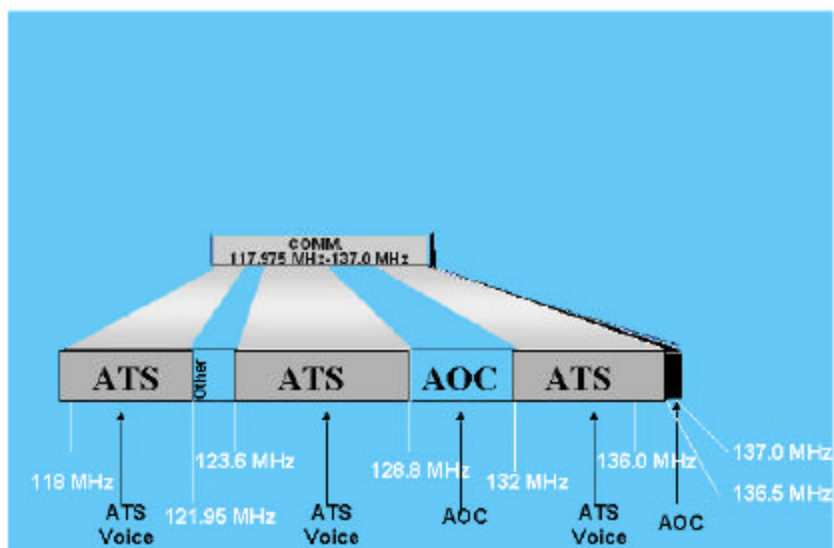 COMM.
117.975 MHz-137.0 MHz
ATS
Other
ATS
AOC
ATS
118 MHz
121.95 MHz
123.6 MHz
128.8 MHz
132 MHz
136.0 MHz
137.0 MHz
136.5 MHz
ATS
Voice
ATS
Voice
AOC
ATS
Voice
AOC